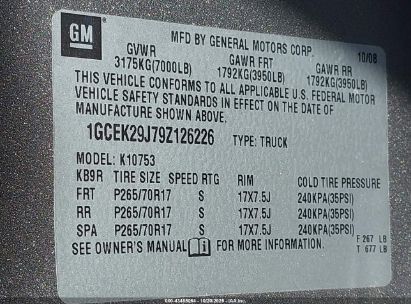 GM
MFD BY GENERAL MOTORS CORP. 10/08
GVWR GAWR FRT GAWR RR
3175KG(7000LB) 1792KG(3950LB) 1792KG(3950LB)
THIS VEHICLE CONFORMS TO ALL APPLICABLE U.S. FEDERAL MOTOR
VEHICLE SAFETY STANDARDS IN EFFECT ON THE DATE OF
MANUFACTURE SHOWN ABOVE.
1GCEK29J79Z126226 TYPE: TRUCK
MODEL: K10753
KB9R TIRE SIZE SPEED RTG RIM COLD TIRE PRESSURE
FRT P265/70R17 S 17X7.5J 240KPA(35PSI)
RR P265/70R17 S 17X7.5J 240KPA(35PSI)
SPA P265/70R17 S 17X7.5J 240KPA(35PSI)
SEE OWNER'S MANUAL FOR MORE INFORMATION. F 267 LB
T 677 LB